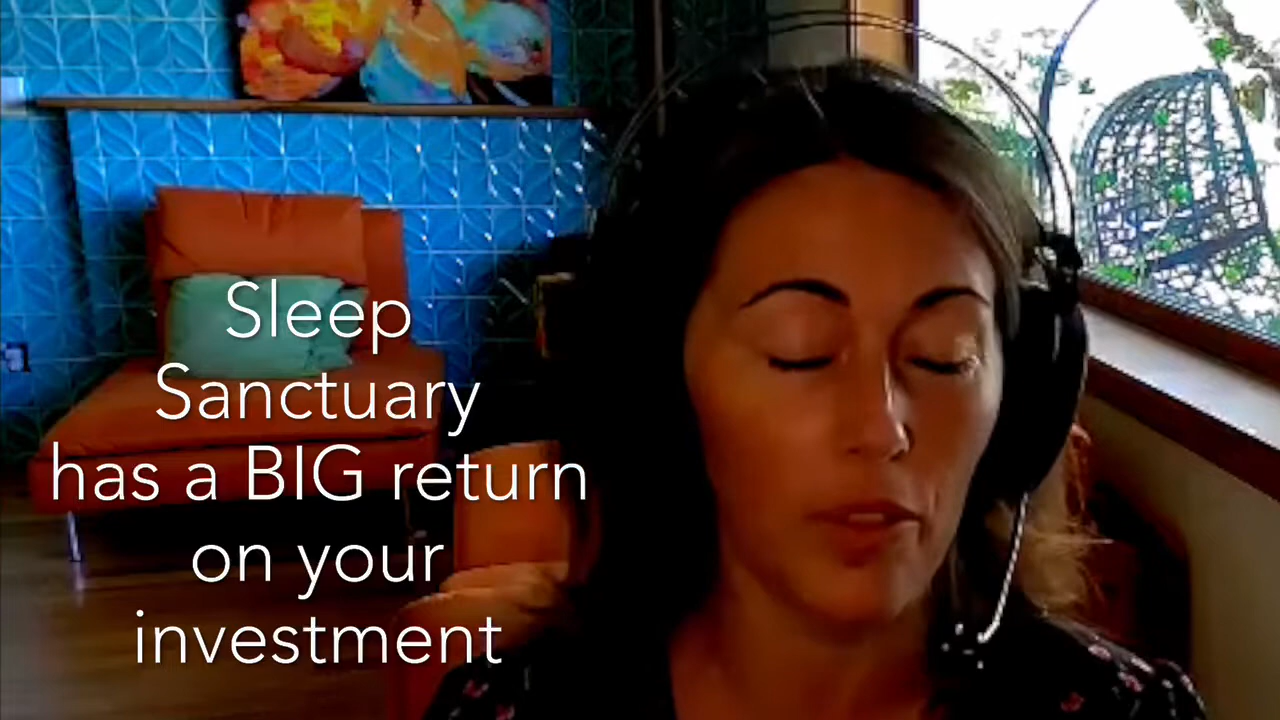 Sleep
Sanctuary
has a BIG return
on your
investment